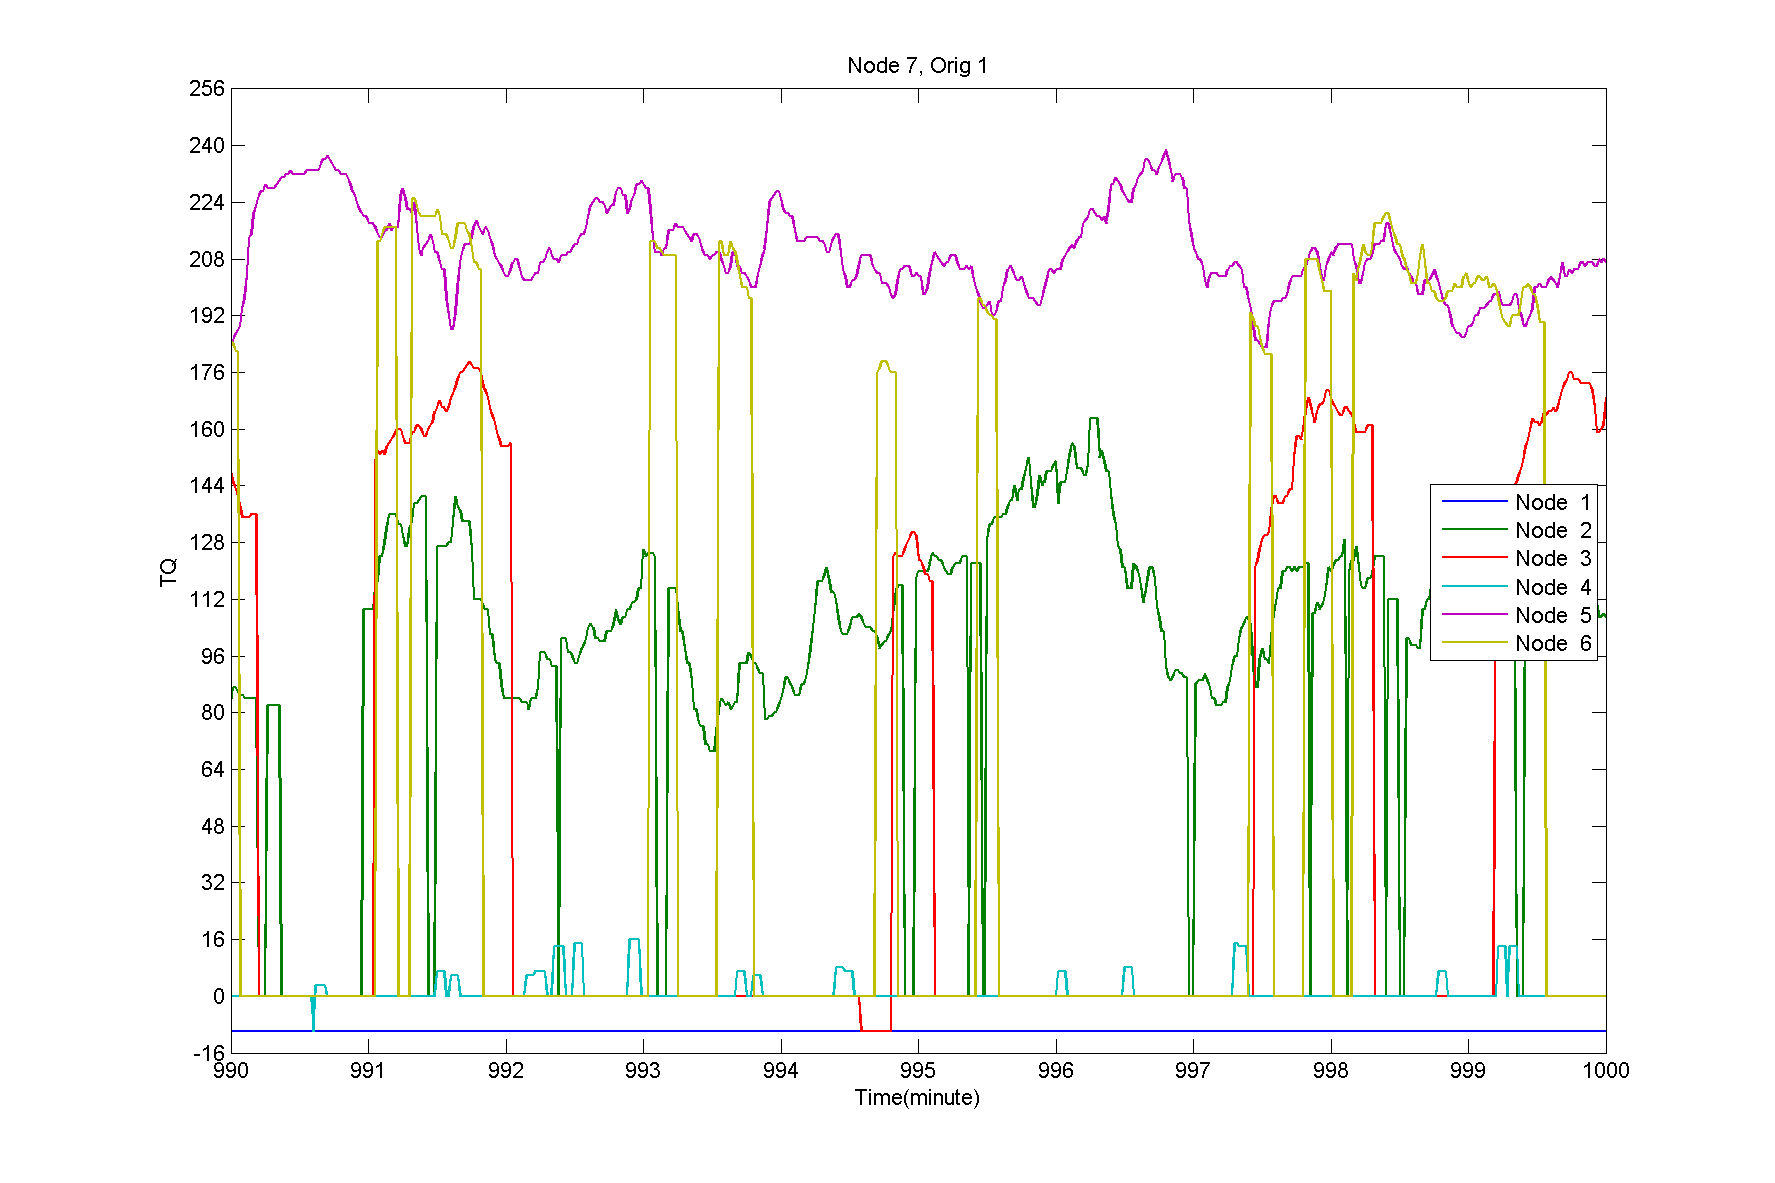 Node 7, Orig 1
256
240
224
208
192
176
160
144
128
112
96
80
64
48
32
16
0
-16
TQ
Node 1
Node 2
Node 3
Node 4
Node 5
Node 6
990 991 992 993 994 995 996 997 998 999 1000
Time(minute)